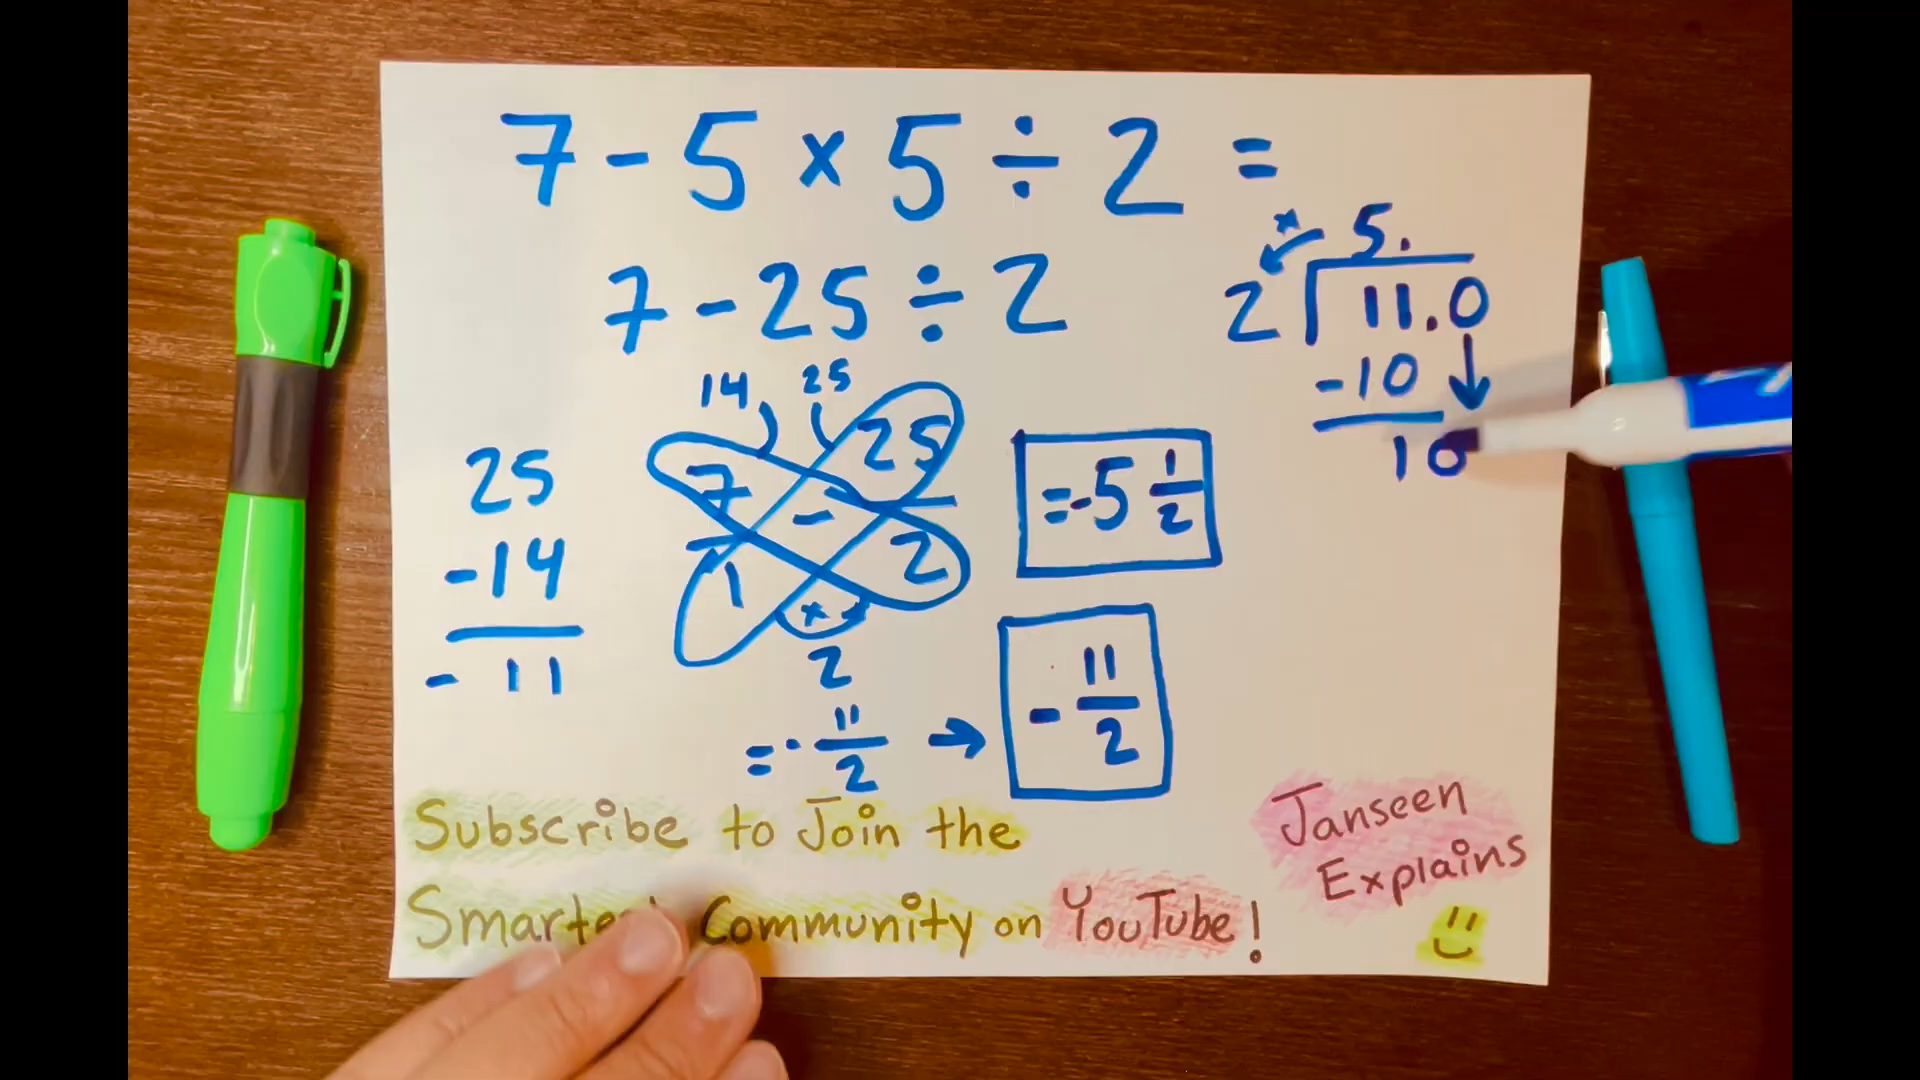 7 - 5 × 5 ÷ 2 =
7 - 25 ÷ 2
× 5.
2 11.0
-10
10
14 25
7 - 25
1 2
×
2
25
-14
- 11
= -5 1/2
= - 11/2 → - 11/2
Subscribe to Join the
Community on YouTube!
Janseen
Explains